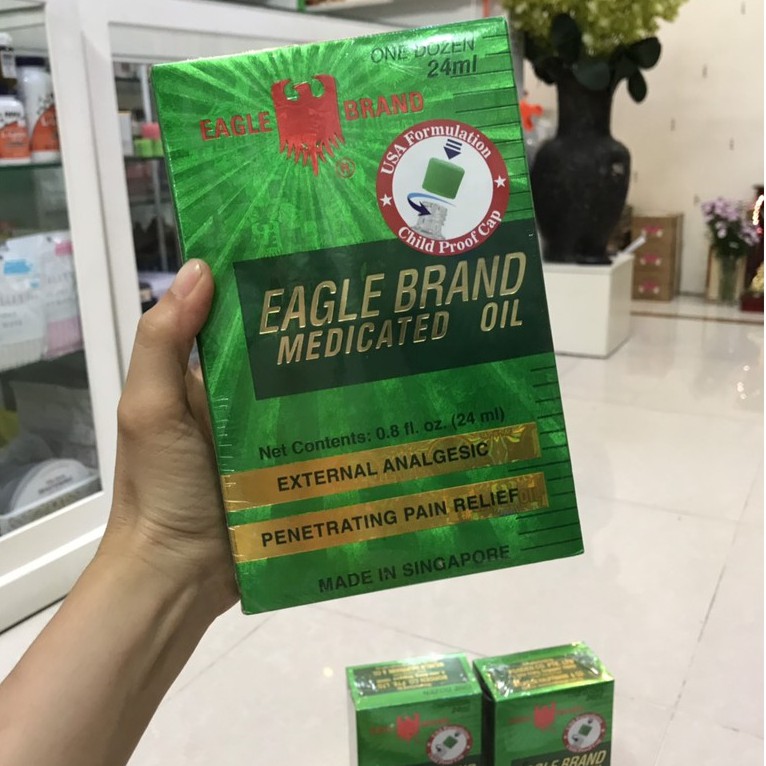 ONE DOZEN
24ml
EAGLE BRAND
®
USA Formulation
Child Proof Cap
EAGLE BRAND
MEDICATED OIL
Net Contents: 0.8 fl. oz. (24 ml)
EXTERNAL ANALGESIC
PENETRATING PAIN RELIEF
MADE IN SINGAPORE
EAGLE BRAND